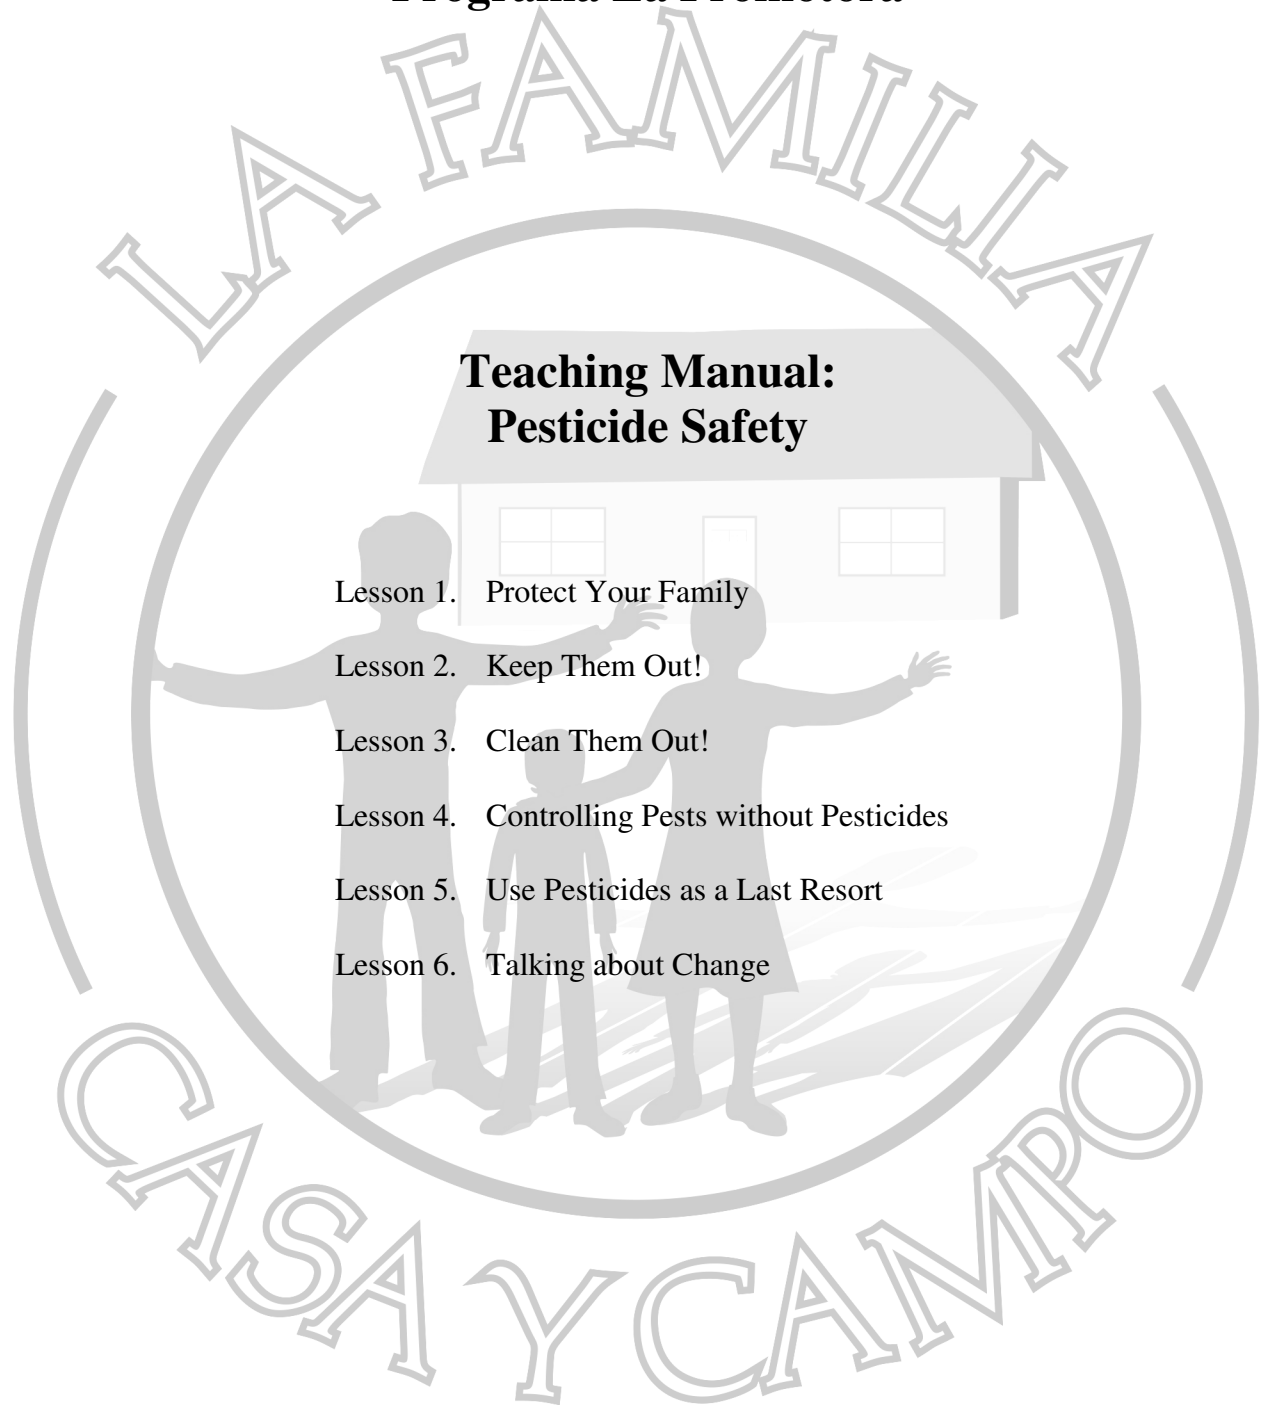 Programa La Promotora
LA FAMILIA
Teaching Manual:
Pesticide Safety
Lesson 1. Protect Your Family
Lesson 2. Keep Them Out!
Lesson 3. Clean Them Out!
Lesson 4. Controlling Pests without Pesticides
Lesson 5. Use Pesticides as a Last Resort
Lesson 6. Talking about Change
CASA Y CAMPO